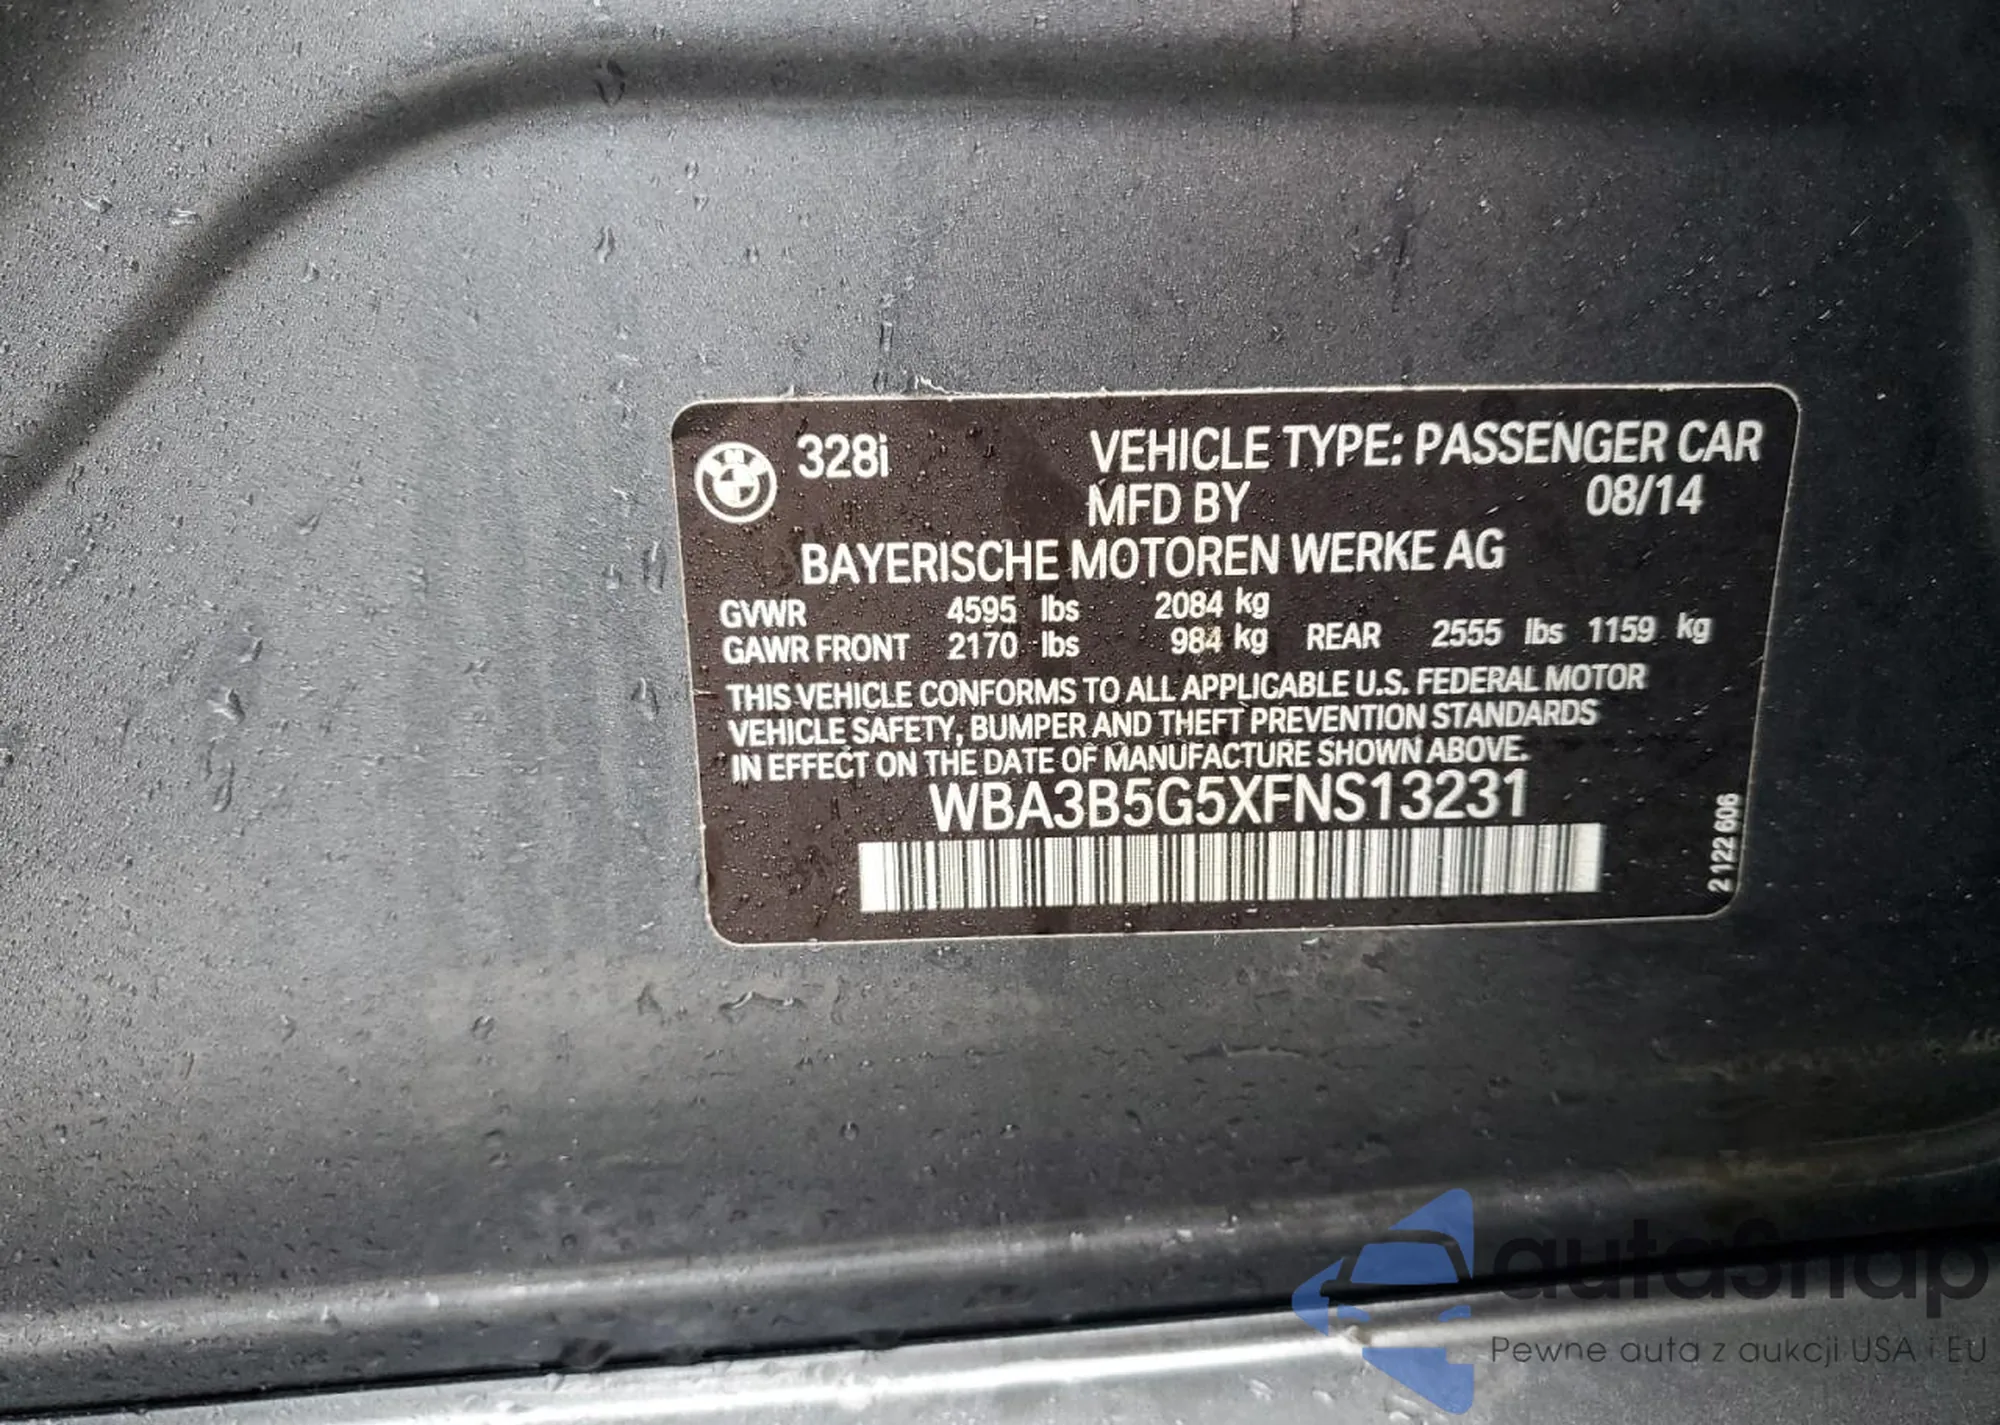 328i VEHICLE TYPE: PASSENGER CAR
MFD BY 08/14
BAYERISCHE MOTOREN WERKE AG
GVWR 4595 lbs 2084 kg
GAWR FRONT 2170 lbs 984 kg REAR 2555 lbs 1159 kg
THIS VEHICLE CONFORMS TO ALL APPLICABLE U.S. FEDERAL MOTOR
VEHICLE SAFETY, BUMPER AND THEFT PREVENTION STANDARDS
IN EFFECT ON THE DATE OF MANUFACTURE SHOWN ABOVE.
WBA3B5G5XFNS13231
2 122 606
autaSnap
Pewne auta z aukcji USA i EU